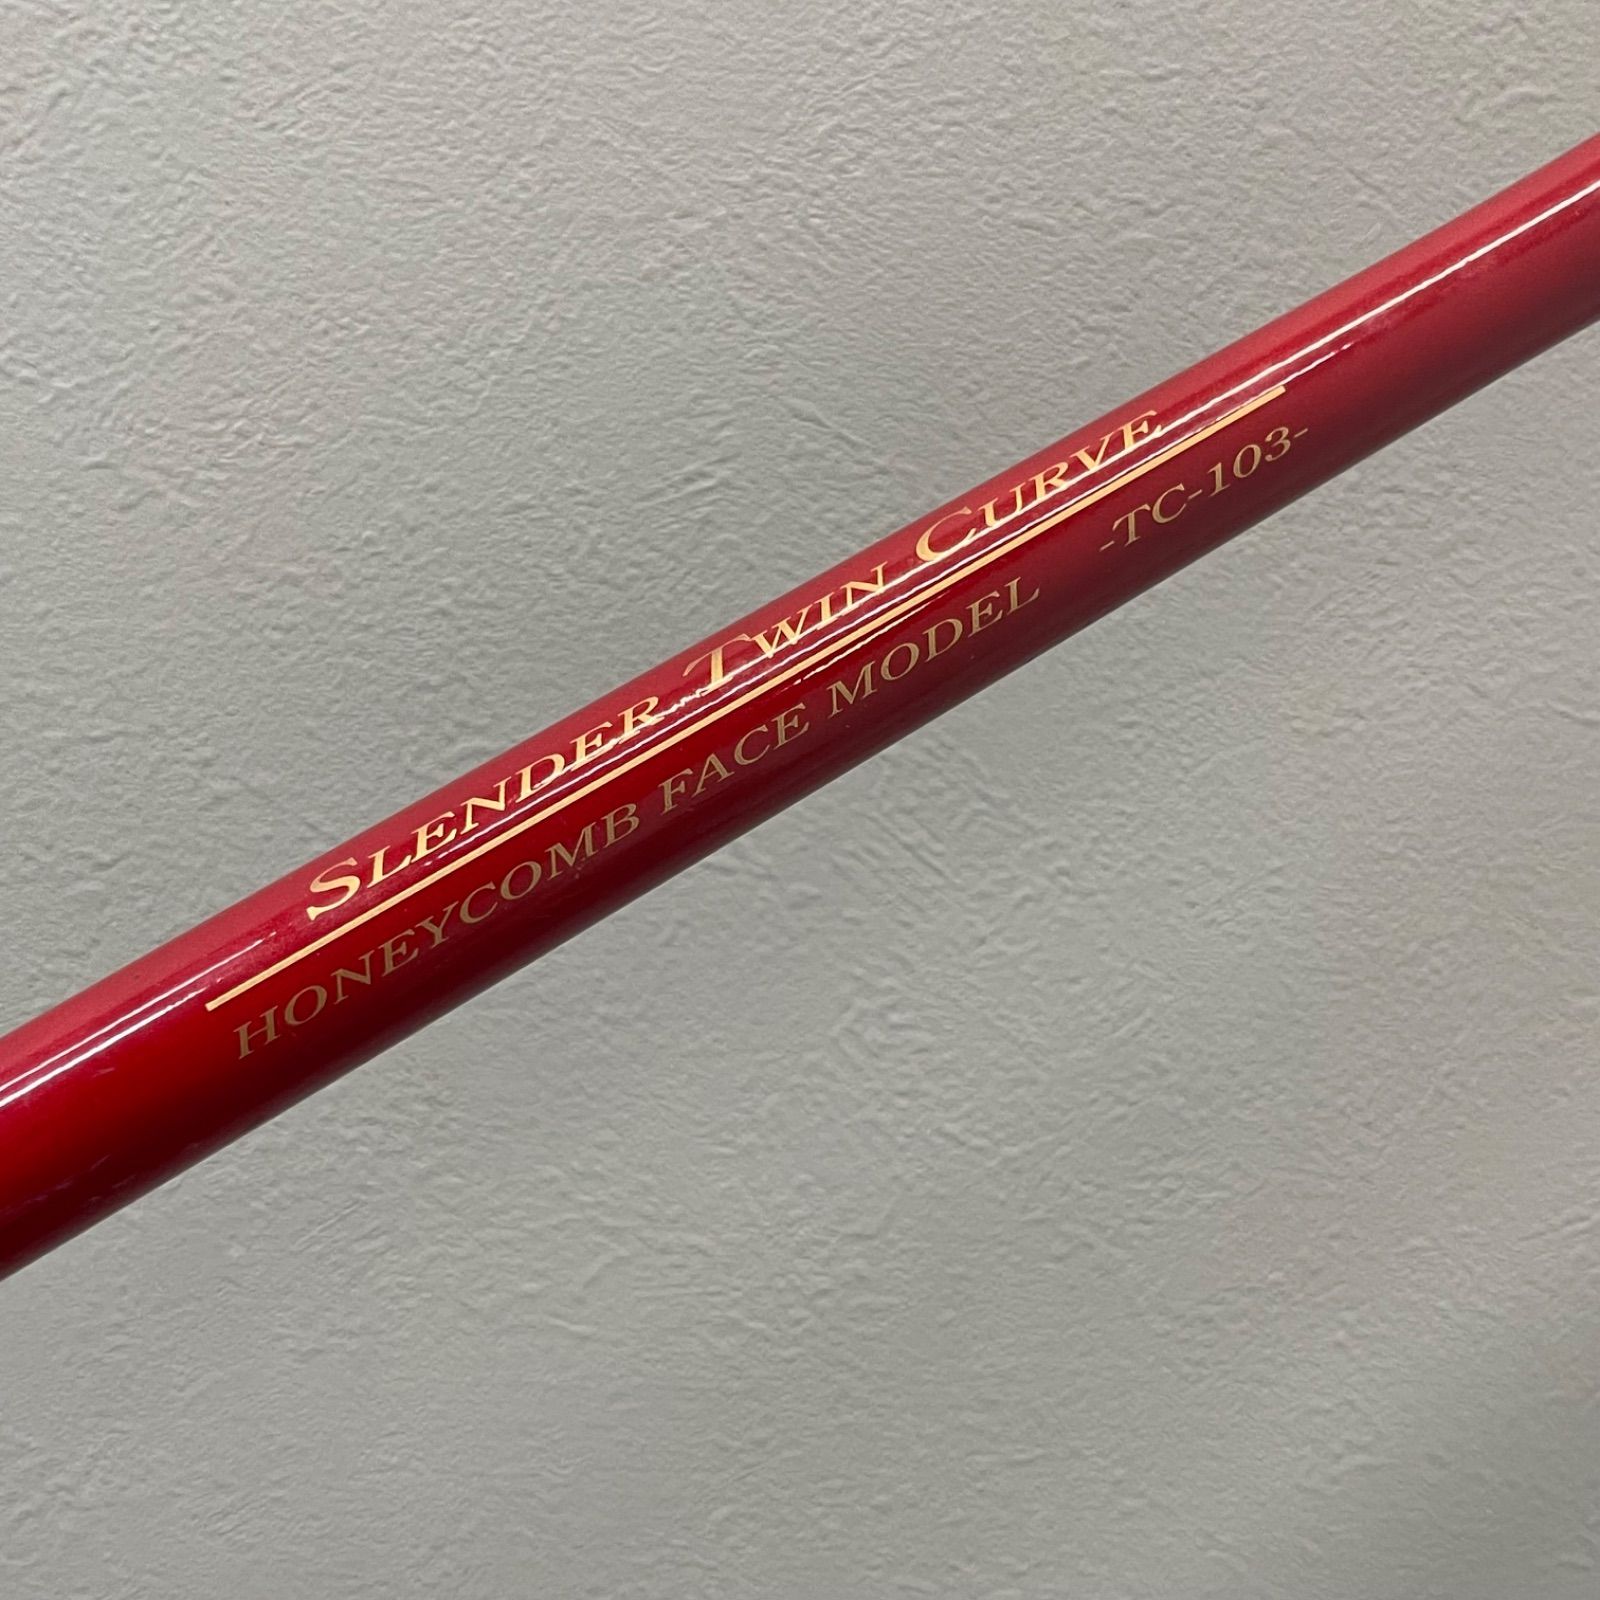 SLENDER TWIN CURVE
HONEYCOMB FACE MODEL -TC-103-